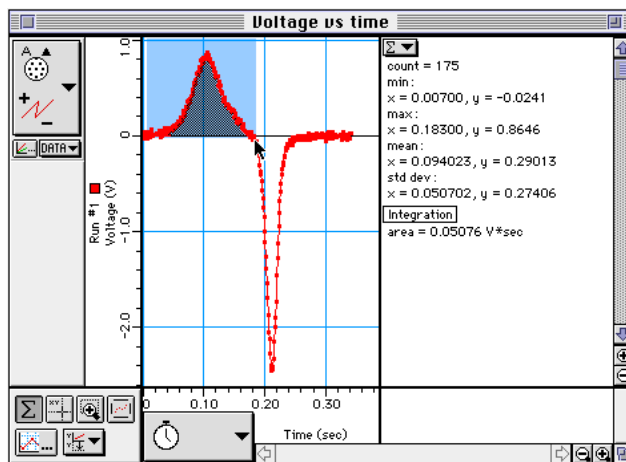 Voltage vs time
A
DATA
Run #1
Voltage (V)
1.0
0
-1.0
-2.0
0
0.10
0.20
0.30
Time (sec)
Σ
count = 175
min:
x = 0.00700, y = -0.0241
max:
x = 0.18300, y = 0.8646
mean:
x = 0.094023, y = 0.29013
std dev:
x = 0.050702, y = 0.27406
Integration
area = 0.05076 V*sec
Σ
XY